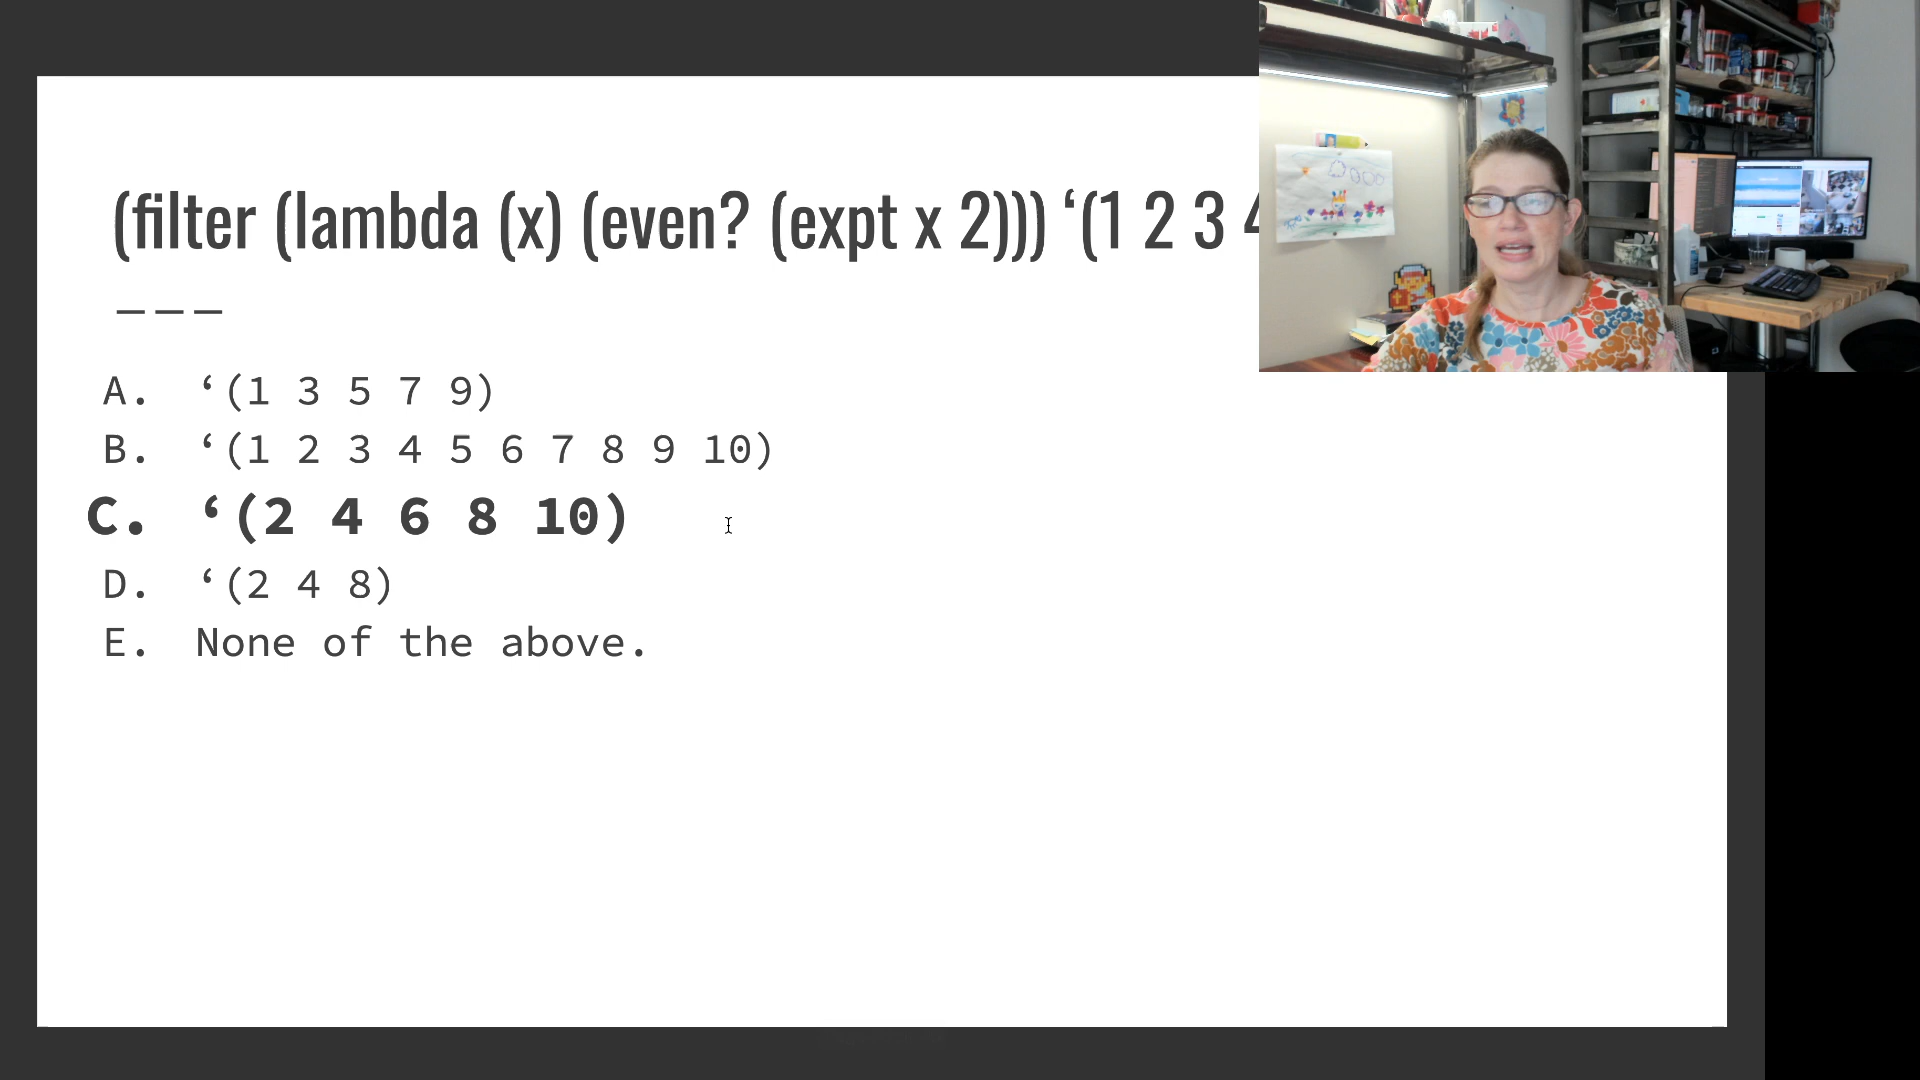 (filter (lambda (x) (even? (expt x 2))) ‘(1 2 3 4
———
A. ‘(1 3 5 7 9)
B. ‘(1 2 3 4 5 6 7 8 9 10)
C. ‘(2 4 6 8 10)
D. ‘(2 4 8)
E. None of the above.